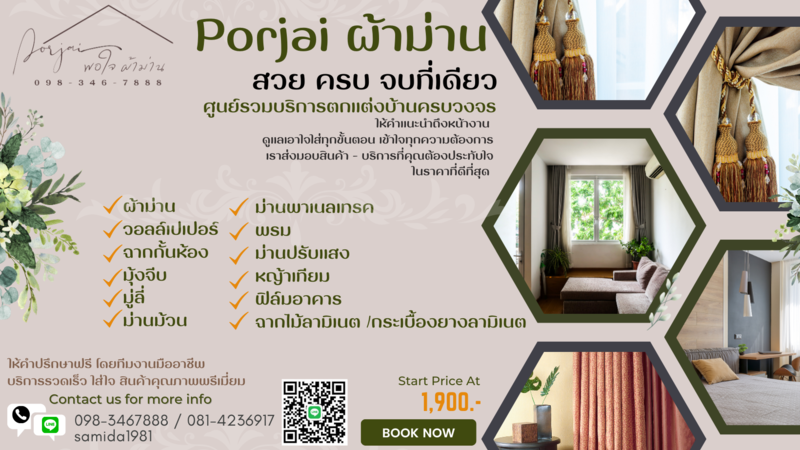 Porjai
พอใจ ผ้าม่าน
098-346-7888
Porjai ผ้าม่าน
สวย ครบ จบที่เดียว
ศูนย์รวมบริการตกแต่งบ้านครบวงจร
ให้คำแนะนำถึงหน้างาน
ดูแลเอาใจใส่ทุกขั้นตอน เข้าใจทุกความต้องการ
เราส่งมอบสินค้า - บริการที่คุณต้องประทับใจ
ในราคาที่ดีที่สุด
ผ้าม่าน
วอลล์เปเปอร์
ฉากกั้นห้อง
มุ้งจีบ
มู่ลี่
ม่านม้วน
ม่านพาเนลแทรค
พรม
ม่านปรับแสง
หญ้าเทียม
ฟิล์มอาคาร
ฉากไม้ลามิเนต /กระเบื้องยางลามิเนต
ให้คำปรึกษาฟรี โดยทีมงานมืออาชีพ
บริการรวดเร็ว ใส่ใจ สินค้าคุณภาพพรีเมี่ยม
Contact us for more info
098-3467888 / 081-4236917
samida1981
Start Price At
1,900.-
BOOK NOW